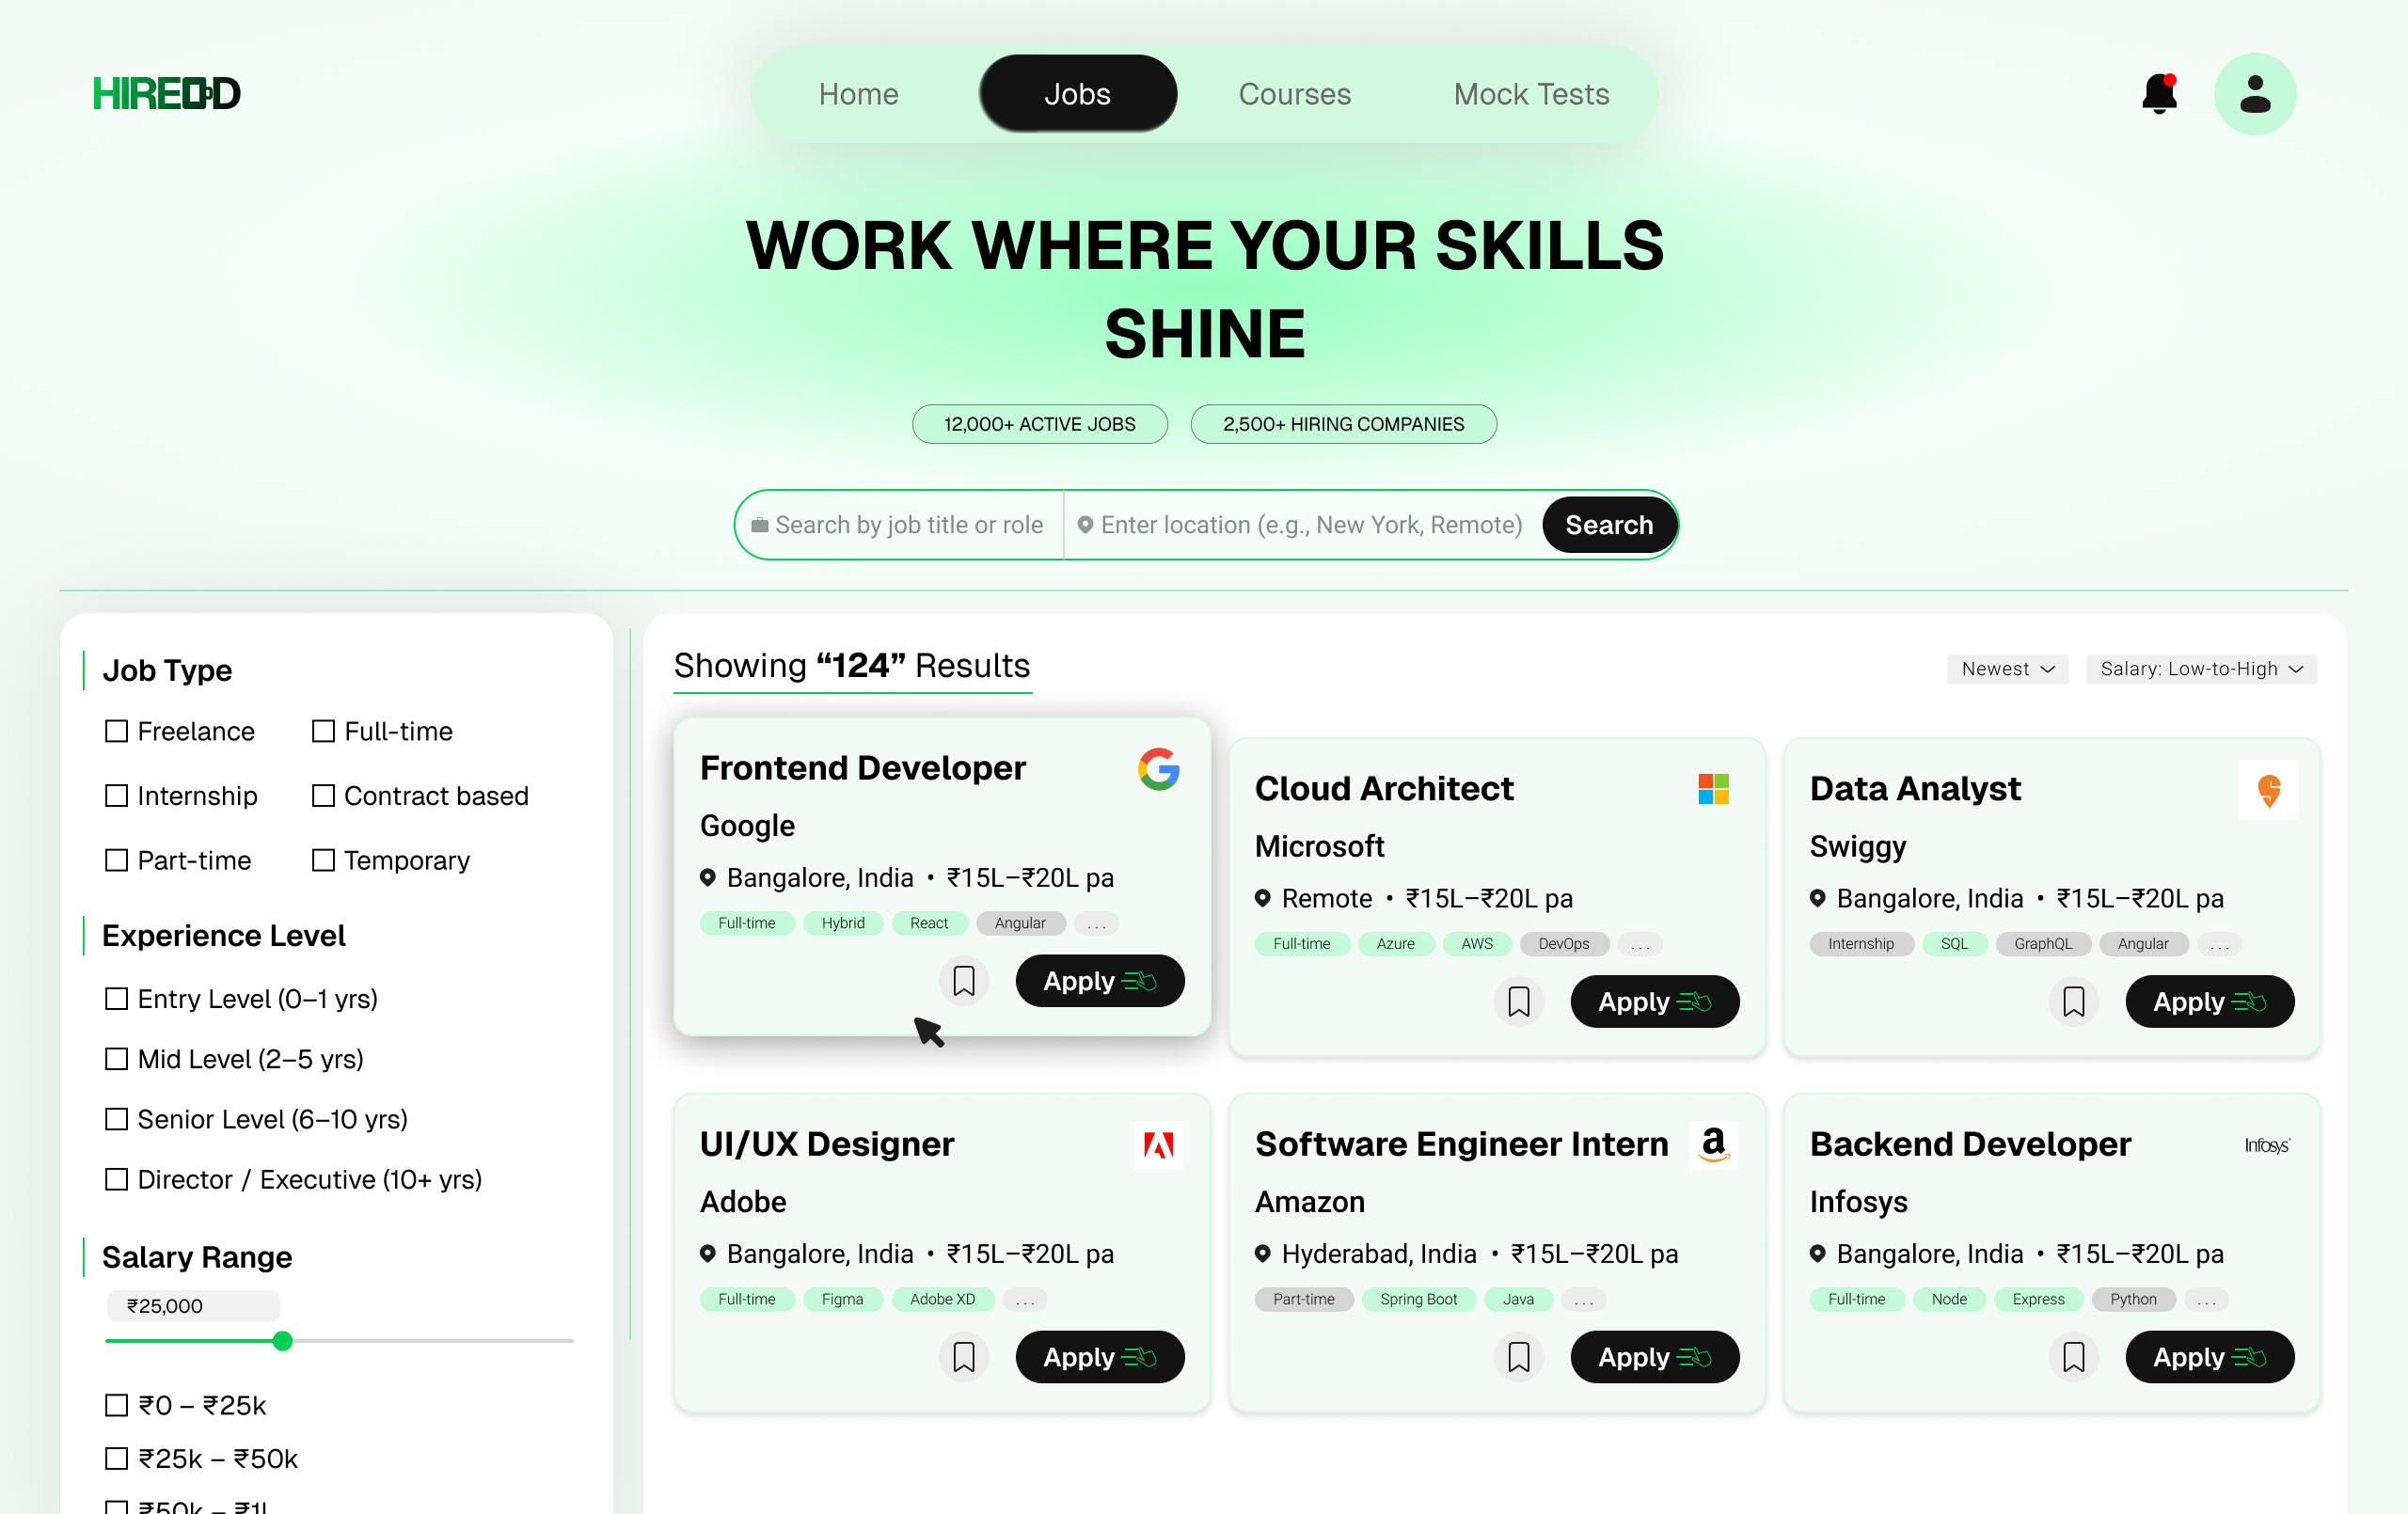 HIREDD
Home Jobs Courses Mock Tests
WORK WHERE YOUR SKILLS
SHINE
12,000+ ACTIVE JOBS 2,500+ HIRING COMPANIES
Search by job title or role Enter location (e.g., New York, Remote) Search
Job Type
Freelance Full-time
Internship Contract based
Part-time Temporary
Experience Level
Entry Level (0–1 yrs)
Mid Level (2–5 yrs)
Senior Level (6–10 yrs)
Director / Executive (10+ yrs)
Salary Range
₹25,000
₹0 – ₹25k
₹25k – ₹50k
₹50k – ₹1L
Showing “124” Results
Newest Salary: Low-to-High
Frontend Developer
Google
Bangalore, India • ₹15L–₹20L pa
Full-time Hybrid React Angular ...
Apply
Cloud Architect
Microsoft
Remote • ₹15L–₹20L pa
Full-time Azure AWS DevOps ...
Apply
Data Analyst
Swiggy
Bangalore, India • ₹15L–₹20L pa
Internship SQL GraphQL Angular ...
Apply
UI/UX Designer
Adobe
Bangalore, India • ₹15L–₹20L pa
Full-time Figma Adobe XD ...
Apply
Software Engineer Intern
a
Amazon
Hyderabad, India • ₹15L–₹20L pa
Part-time Spring Boot Java ...
Apply
Backend Developer
Infosys
Infosys
Bangalore, India • ₹15L–₹20L pa
Full-time Node Express Python ...
Apply